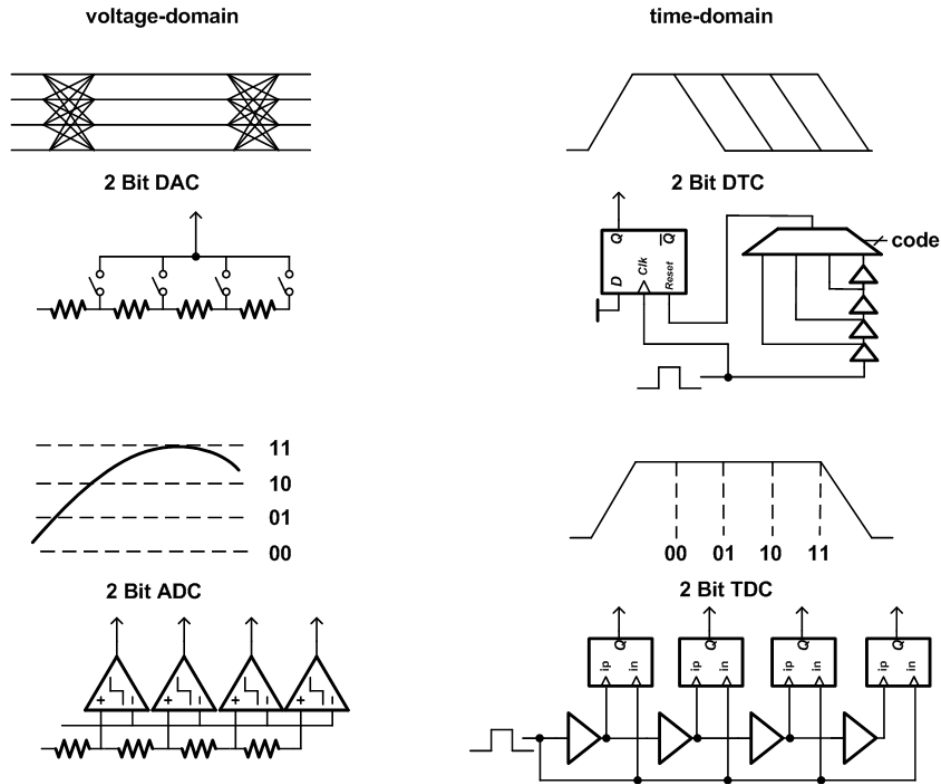 voltage-domain
time-domain
2 Bit DAC
2 Bit DTC
Q
Q
D
Clk
Reset
code
11
10
01
00
00 01 10 11
2 Bit ADC
2 Bit TDC
+ -
+ -
+ -
+ -
Q
ip in
Q
ip in
Q
ip in
Q
ip in